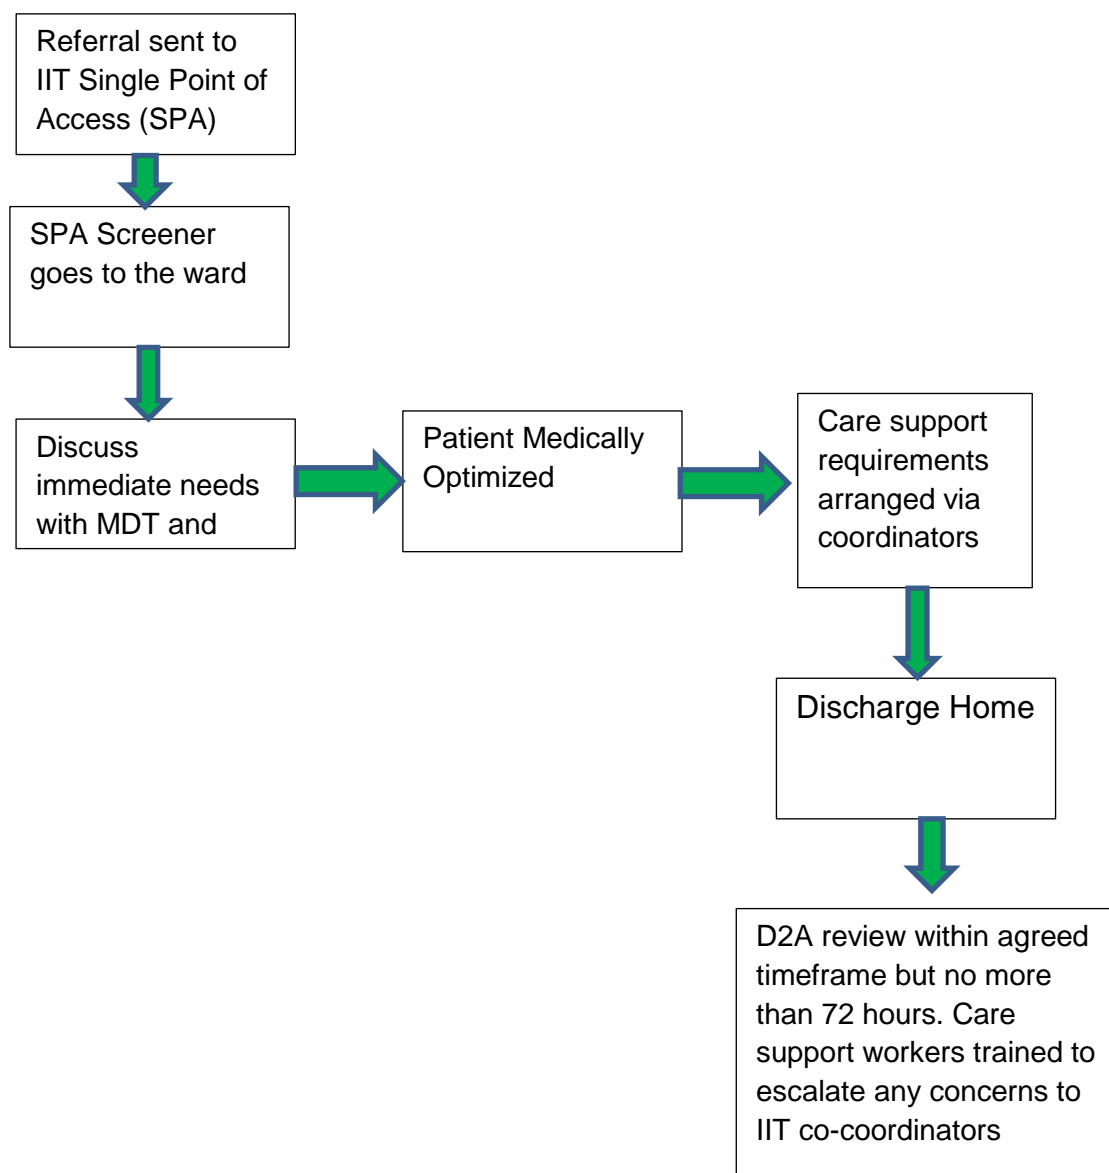 Referral sent to
IIT Single Point of
Access (SPA)
SPA Screener
goes to the ward
Discuss
immediate needs
with MDT and
Patient Medically
Optimized
Care support
requirements
arranged via
coordinators
Discharge Home
D2A review within agreed
timeframe but no more
than 72 hours. Care
support workers trained to
escalate any concerns to
IIT co-coordinators